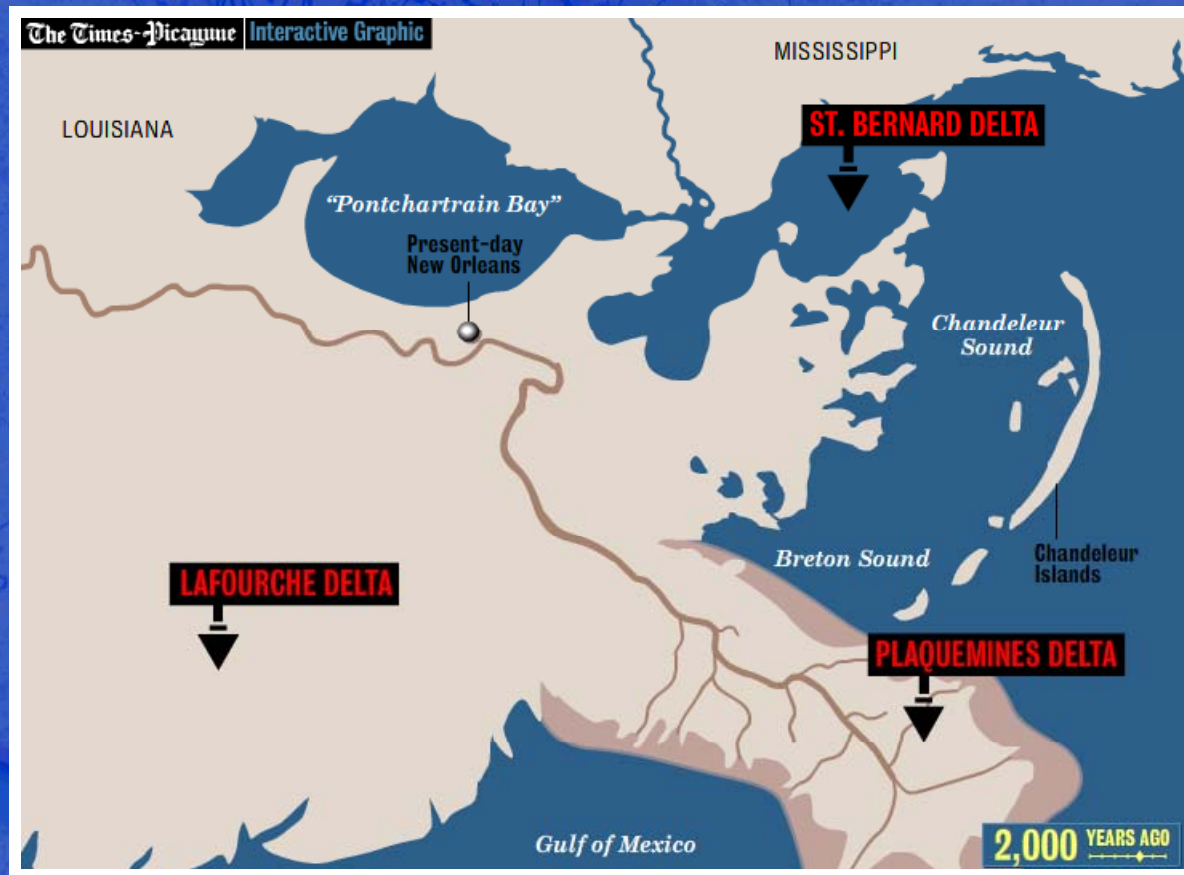 The Times-Picayune Interactive Graphic
MISSISSIPPI
LOUISIANA
ST. BERNARD DELTA
“Pontchartrain Bay”
Present-day
New Orleans
Chandeleur
Sound
Breton Sound
Chandeleur
Islands
LAFOURCHE DELTA
PLAQUEMINES DELTA
Gulf of Mexico
2,000 YEARS AGO